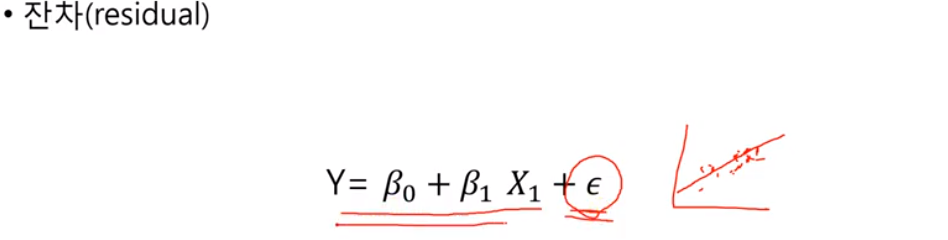 • 잔차(residual)
Y= β₀ + β₁ X₁ + ϵ